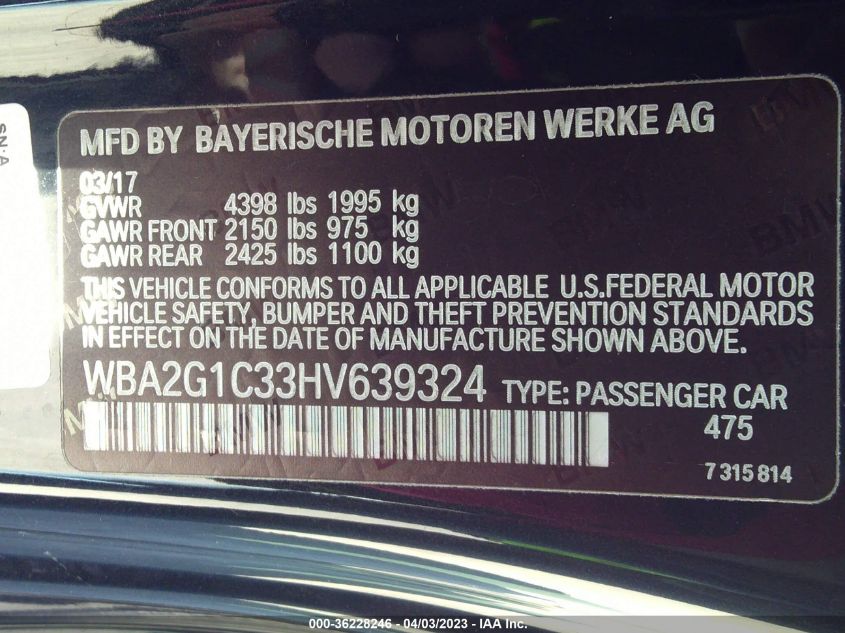 MFD BY BAYERISCHE MOTOREN WERKE AG
03/17
GVWR 4398 lbs 1995 kg
GAWR FRONT 2150 lbs 975 kg
GAWR REAR 2425 lbs 1100 kg
THIS VEHICLE CONFORMS TO ALL APPLICABLE U.S.FEDERAL MOTOR
VEHICLE SAFETY, BUMPER AND THEFT PREVENTION STANDARDS
IN EFFECT ON THE DATE OF MANUFACTURE SHOWN ABOVE.
WBA2G1C33HV639324 TYPE: PASSENGER CAR
475
7 315 814
SN:A
000-36228246 - 04/03/2023 - IAA Inc.